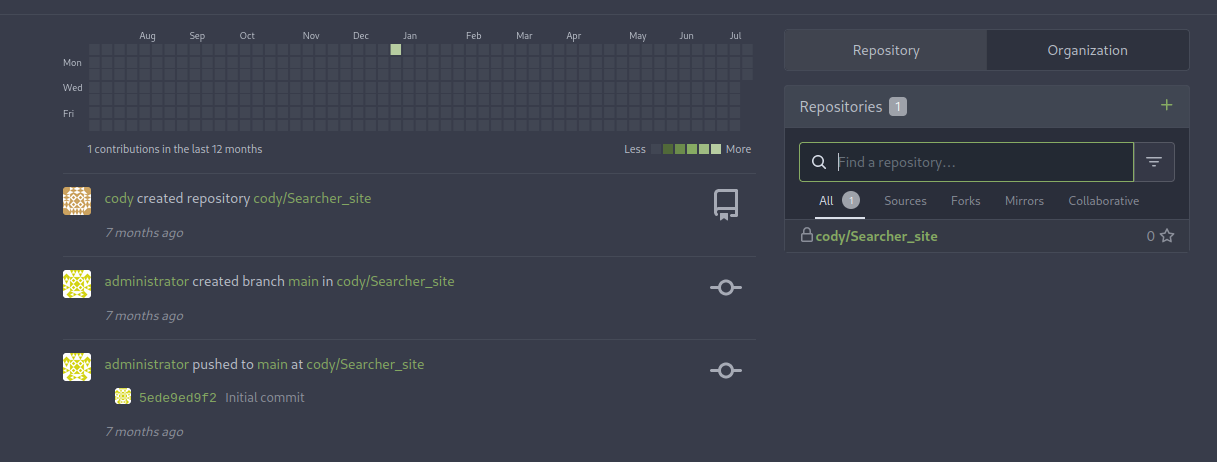 Aug Sep Oct Nov Dec Jan Feb Mar Apr May Jun Jul
Mon
Wed
Fri
1 contributions in the last 12 months
Less More
cody created repository cody/Searcher_site
7 months ago
administrator created branch main in cody/Searcher_site
7 months ago
administrator pushed to main at cody/Searcher_site
5ede9ed9f2 Initial commit
7 months ago
Repository Organization
Repositories 1 +
Find a repository...
All 1 Sources Forks Mirrors Collaborative
cody/Searcher_site 0